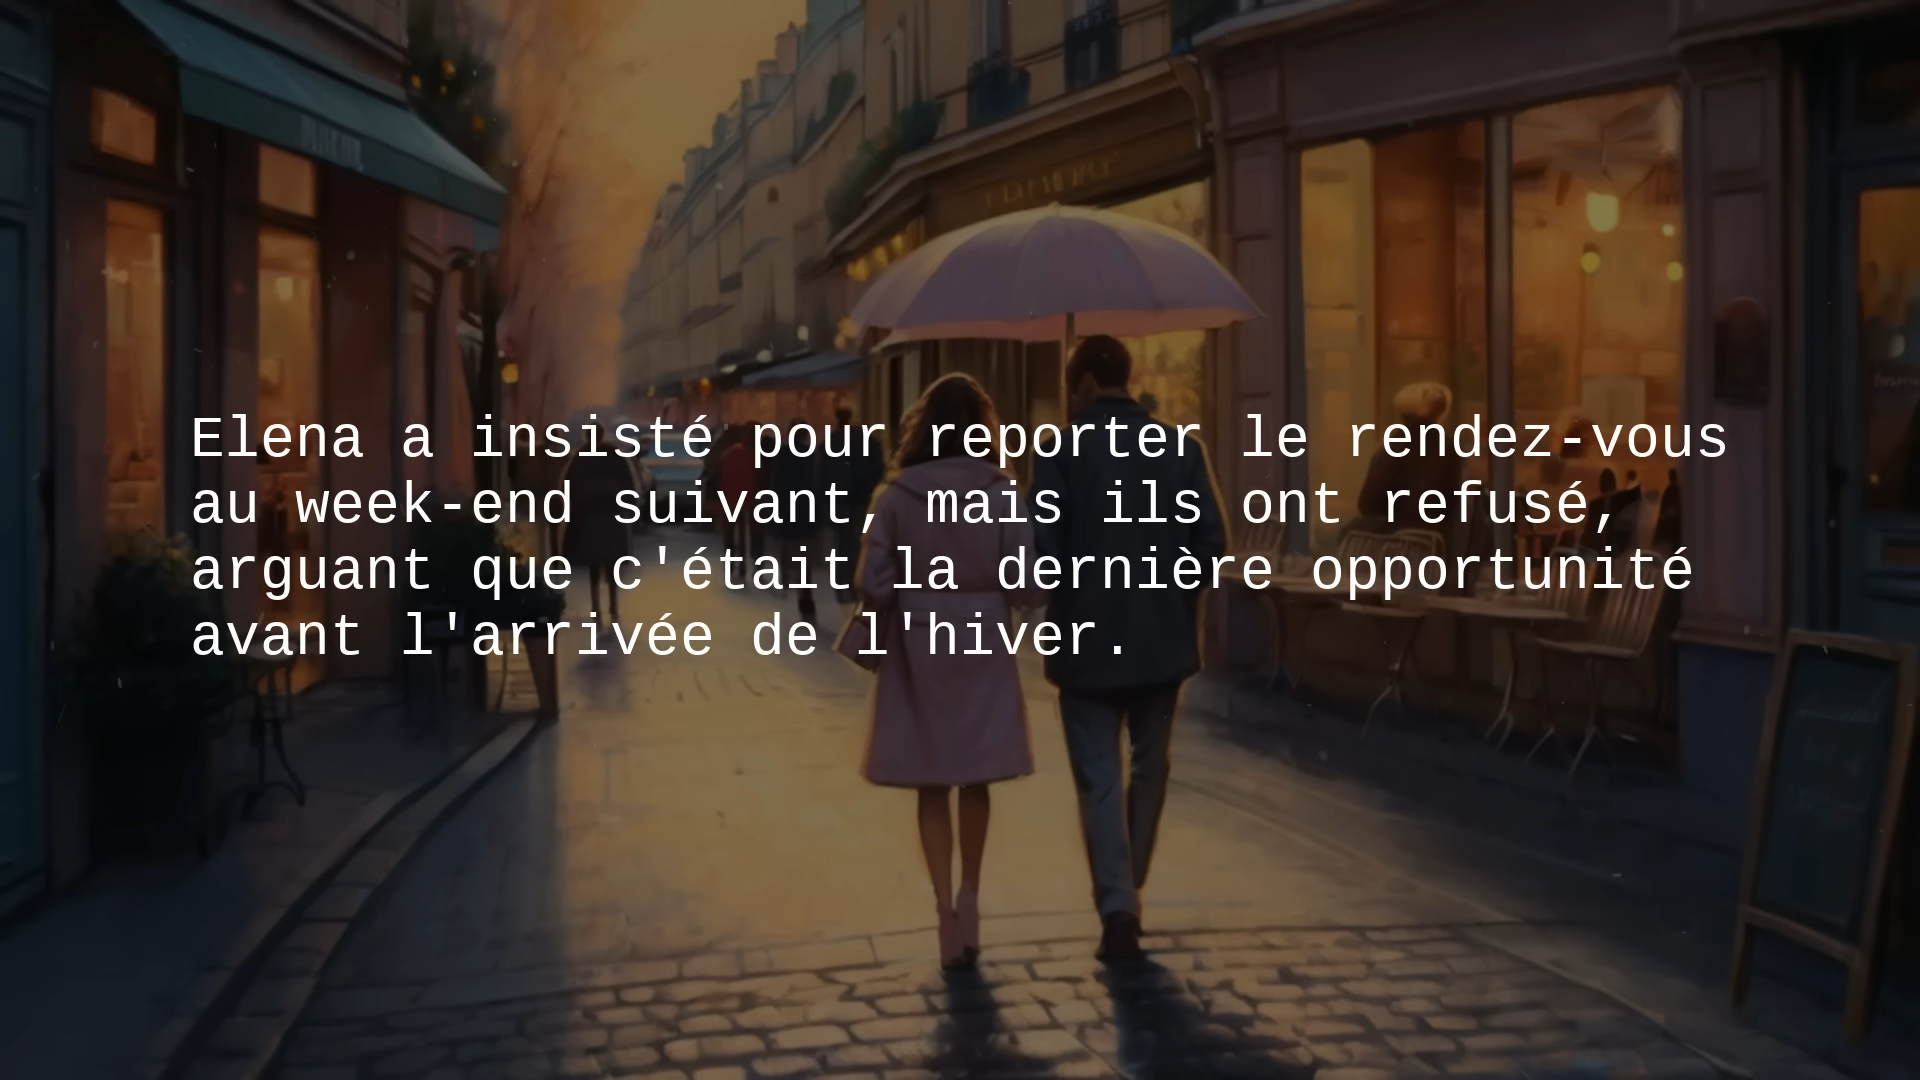 Elena a insisté pour reporter le rendez-vous
au week-end suivant, mais ils ont refusé,
arguant que c'était la dernière opportunité
avant l'arrivée de l'hiver.